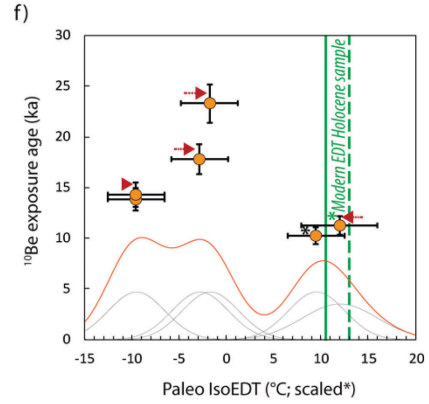 f)
30
25
20
15
10
5
0
¹⁰Be exposure age (ka)
*Modern EDT Holocene sample
*
-15 -10 -5 0 5 10 15 20
Paleo IsoEDT (°C; scaled*)